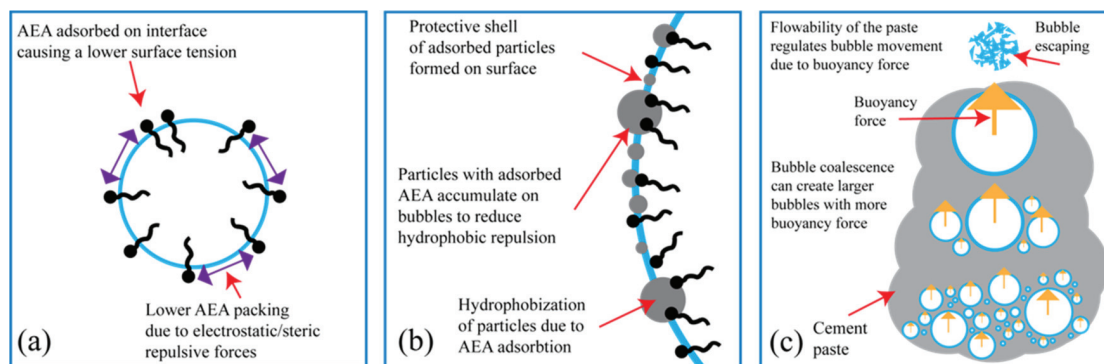 AEA adsorbed on interface
causing a lower surface tension
Lower AEA packing
due to electrostatic/steric
repulsive forces
(a)
Protective shell
of adsorbed particles
formed on surface
Particles with adsorbed
AEA accumulate on
bubbles to reduce
hydrophobic repulsion
Hydrophobization
of particles due to
AEA adsorbtion
(b)
Flowability of the paste
regulates bubble movement
due to buoyancy force
Bubble
escaping
Buoyancy
force
Bubble coalescence
can create larger
bubbles with more
buoyancy force
Cement
paste
(c)